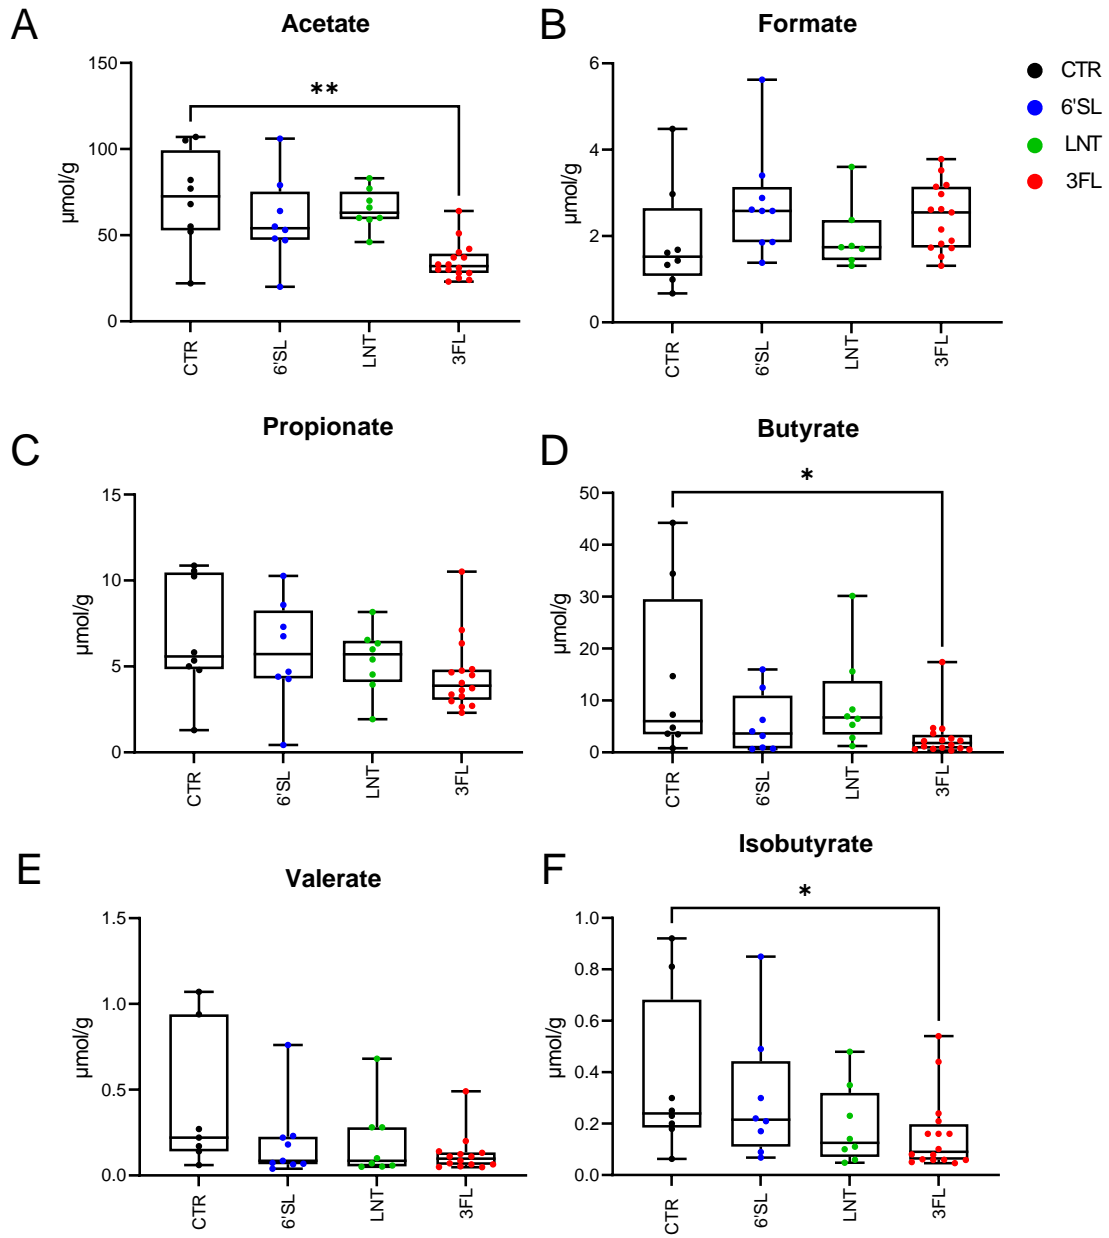 A
Acetate
µmol/g
150
100
50
0
**
CTR
6'SL
LNT
3FL
B
Formate
µmol/g
6
4
2
0
CTR
6'SL
LNT
3FL
CTR
6'SL
LNT
3FL
C
Propionate
µmol/g
15
10
5
0
CTR
6'SL
LNT
3FL
D
Butyrate
µmol/g
50
40
30
20
10
0
*
CTR
6'SL
LNT
3FL
E
Valerate
µmol/g
1.5
1.0
0.5
0.0
CTR
6'SL
LNT
3FL
F
Isobutyrate
µmol/g
1.0
0.8
0.6
0.4
0.2
0.0
*
CTR
6'SL
LNT
3FL